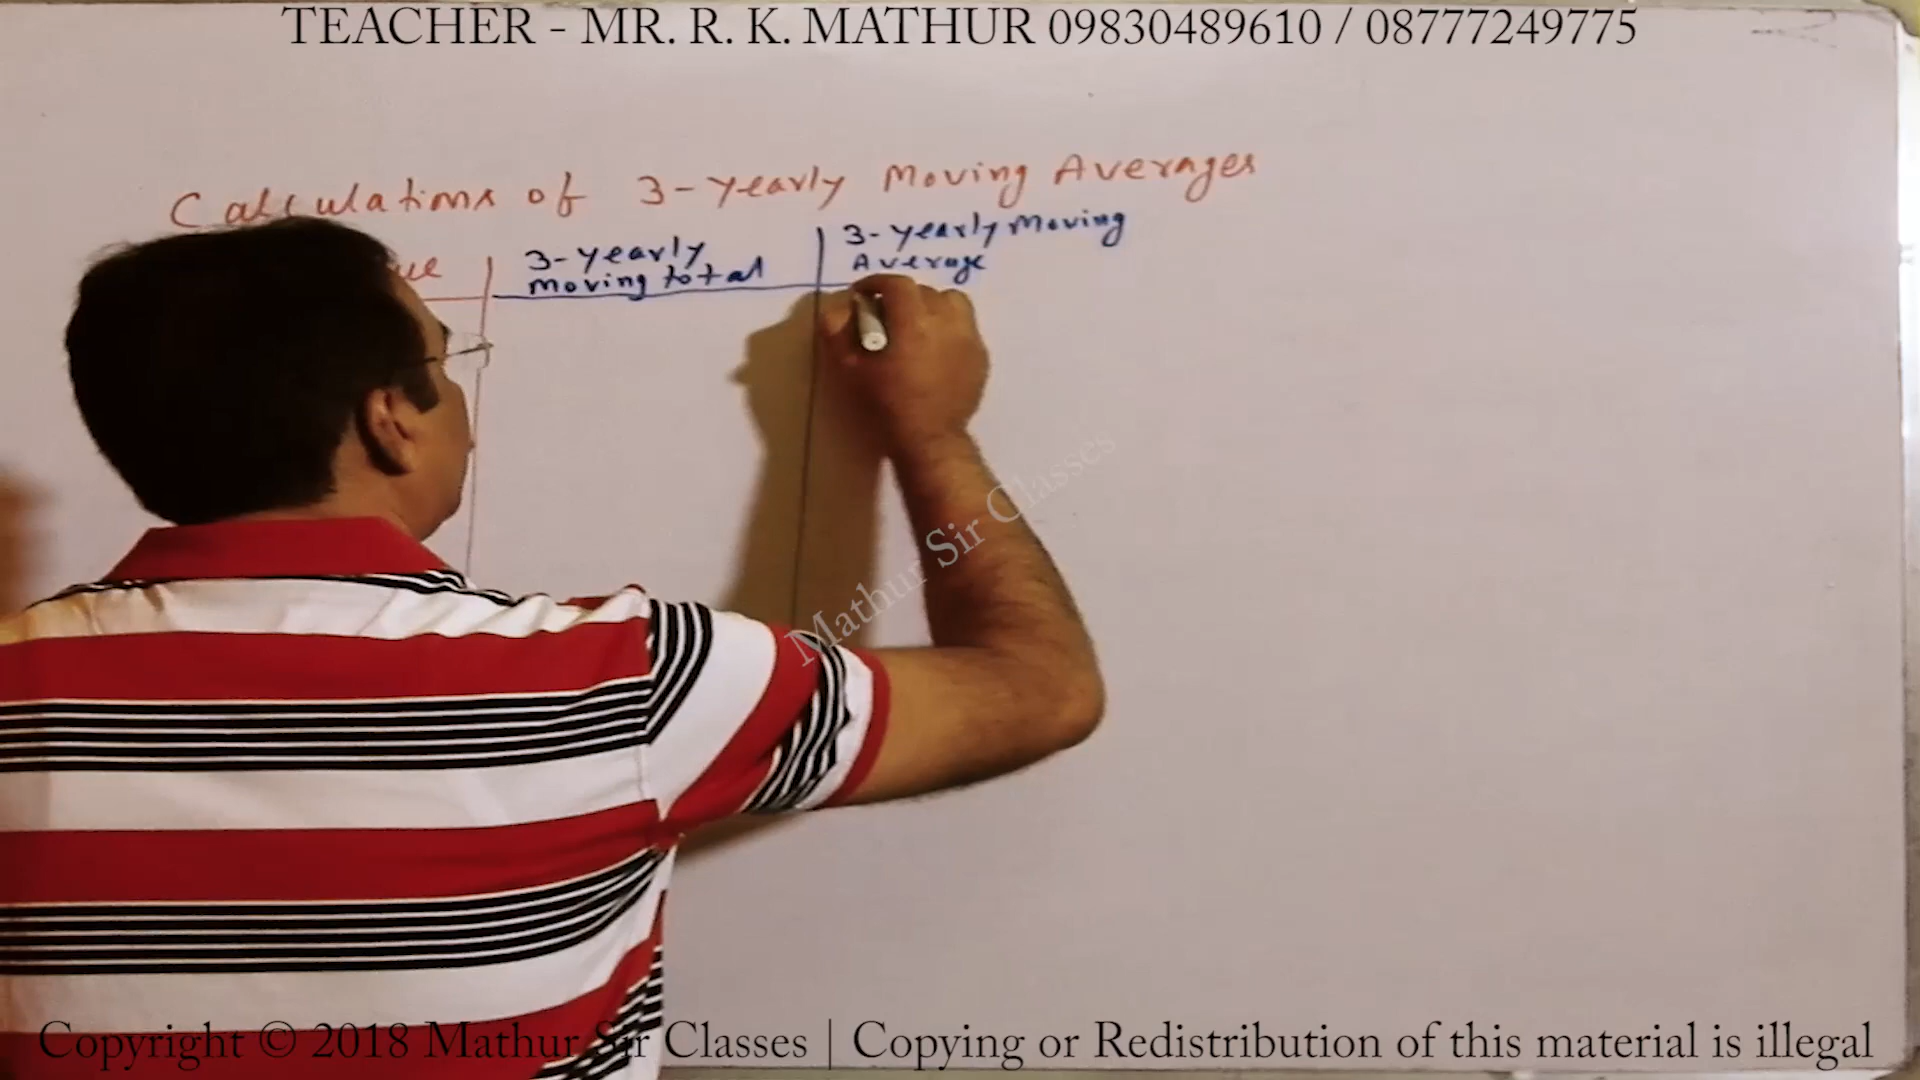 TEACHER - MR. R. K. MATHUR 09830489610 / 08777249775
Calculations of 3-yearly Moving Averages
3-yearly
moving total
3-yearly Moving
Average
Mathur Sir Classes
Copyright © 2018 Mathur Sir Classes | Copying or Redistribution of this material is illegal